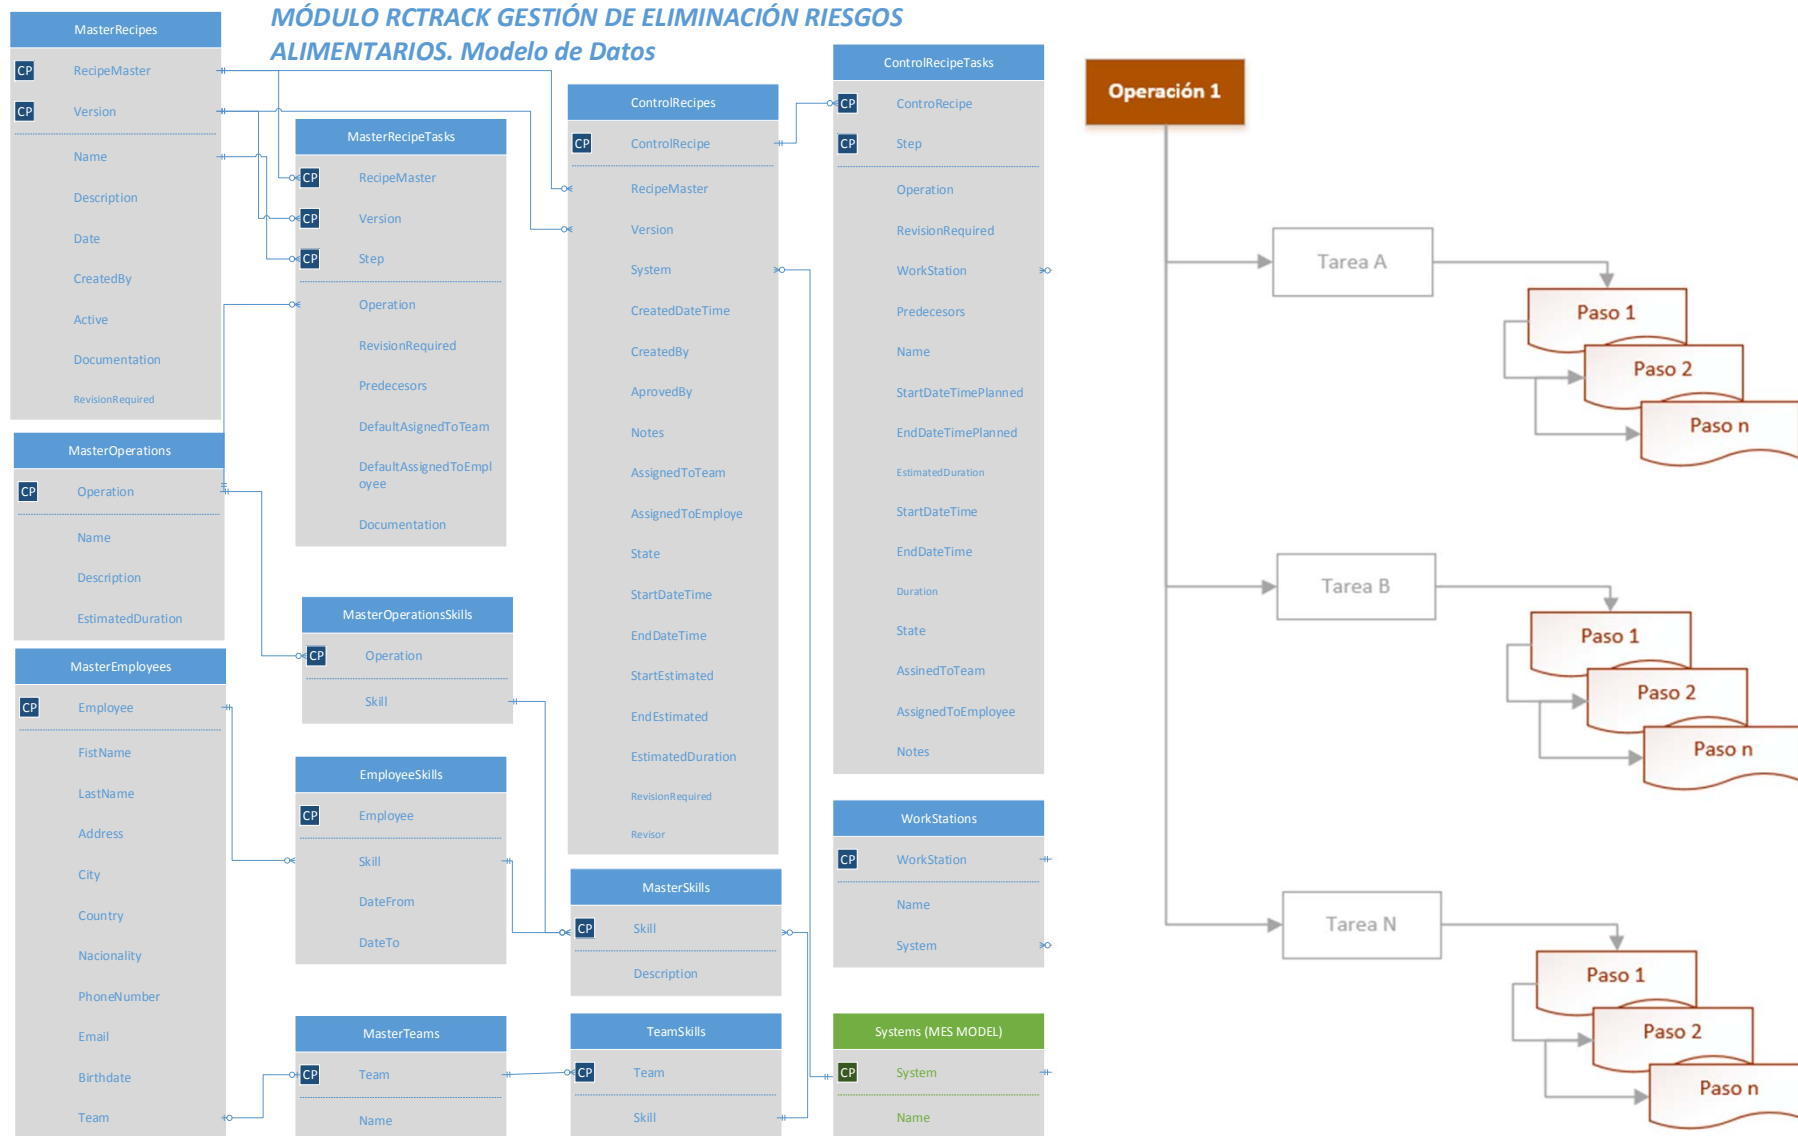 MÓDULO RCTRACK GESTIÓN DE ELIMINACIÓN RIESGOS
ALIMENTARIOS. Modelo de Datos
MasterRecipes
CP RecipeMaster
CP Version
Name
Description
Date
CreatedBy
Active
Documentation
RevisionRequired
MasterOperations
CP Operation
Name
Description
EstimatedDuration
MasterEmployees
CP Employee
FistName
LastName
Address
City
Country
Nacionality
PhoneNumber
Email
Birthdate
Team
MasterRecipeTasks
CP RecipeMaster
CP Version
CP Step
Operation
RevisionRequired
Predecesors
DefaultAsignedToTeam
DefaultAssignedToEmpl
oyee
Documentation
MasterOperationsSkills
CP Operation
Skill
EmployeeSkills
CP Employee
Skill
DateFrom
DateTo
MasterTeams
CP Team
Name
ControlRecipes
CP ControlRecipe
RecipeMaster
Version
System
CreatedDateTime
CreatedBy
AprovedBy
Notes
AssignedToTeam
AssignedToEmploye
State
StartDateTime
EndDateTime
StartEstimated
EndEstimated
EstimatedDuration
RevisionRequired
Revisor
MasterSkills
CP Skill
Description
TeamSkills
CP Team
Skill
ControlRecipeTasks
CP ControRecipe
CP Step
Operation
RevisionRequired
WorkStation
Predecesors
Name
StartDateTimePlanned
EndDateTimePlanned
EstimatedDuration
StartDateTime
EndDateTime
Duration
State
AssinedToTeam
AssignedToEmployee
Notes
WorkStations
CP WorkStation
Name
System
Systems (MES MODEL)
CP System
Name
Operación 1
Tarea A
Paso 1
Paso 2
Paso n
Tarea B
Paso 1
Paso 2
Paso n
Tarea N
Paso 1
Paso 2
Paso n